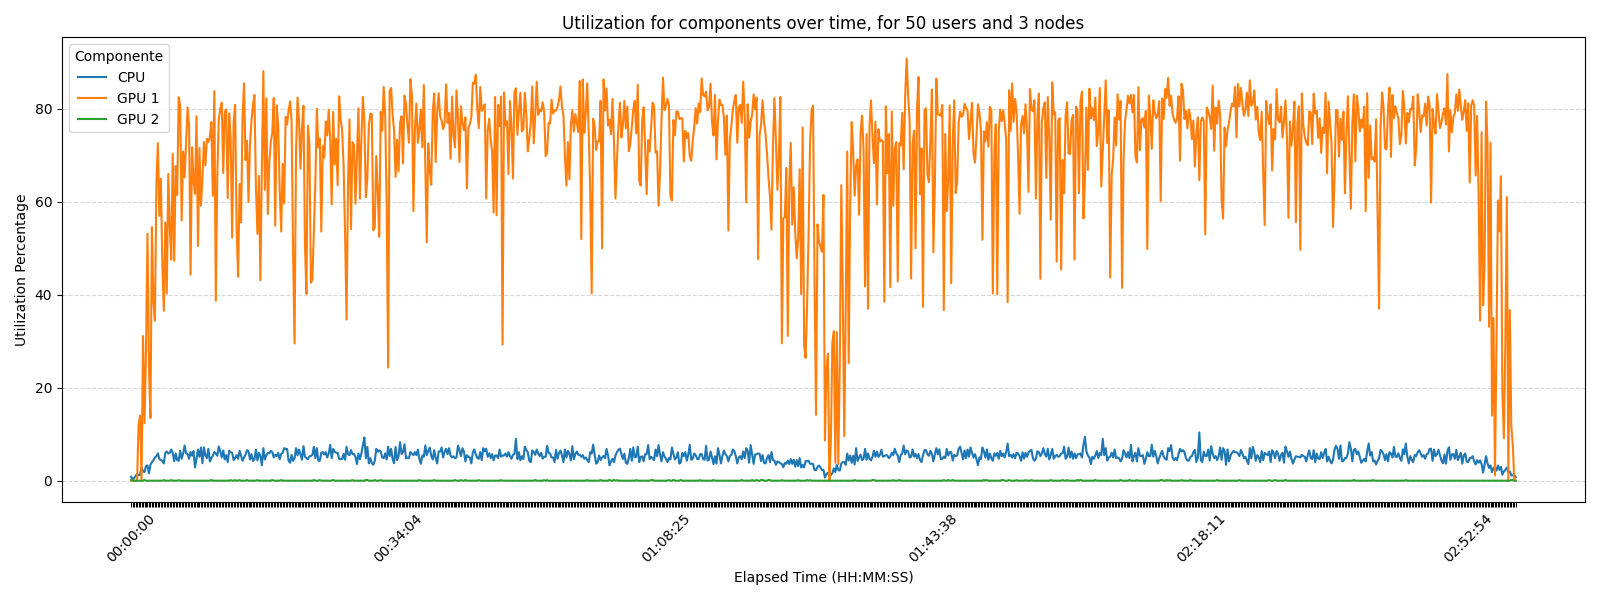 Utilization for components over time, for 50 users and 3 nodes
Componente
CPU
GPU 1
GPU 2
Utilization Percentage
80
60
40
20
0
00:00:00
00:34:04
01:08:25
01:43:38
02:18:11
02:52:54
Elapsed Time (HH:MM:SS)